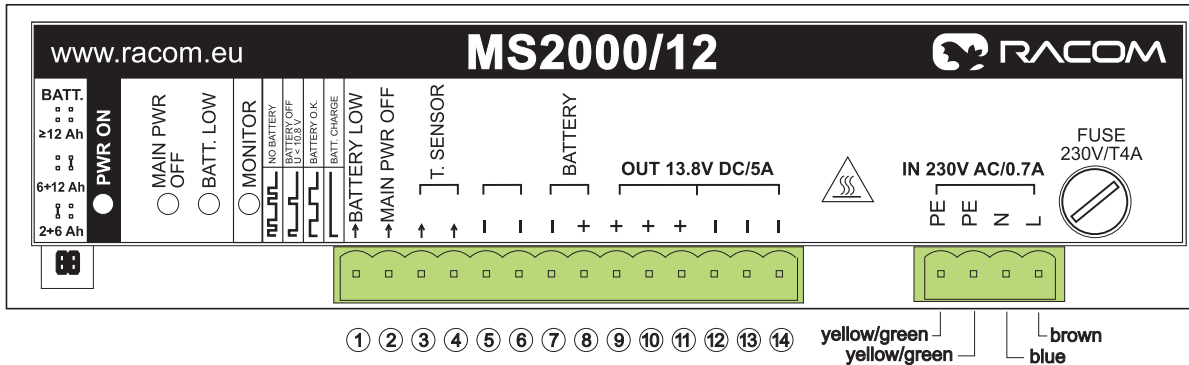 www.racom.eu
MS2000/12
RACOM
BATT.
≥12 Ah
6÷12 Ah
2÷6 Ah
PWR ON
MAIN PWR
OFF
BATT. LOW
MONITOR
NO BATTERY
BATTERY OFF
U < 10.8 V
BATTERY O.K.
BATT. CHARGE
BATTERY LOW
MAIN PWR OFF
T. SENSOR
BATTERY
OUT 13.8V DC/5A
IN 230V AC/0.7A
FUSE
230V/T4A
PE
PE
N
L
– – – + + + + – – –
1 2 3 4 5 6 7 8 9 10 11 12 13 14
yellow/green
yellow/green
blue
brown